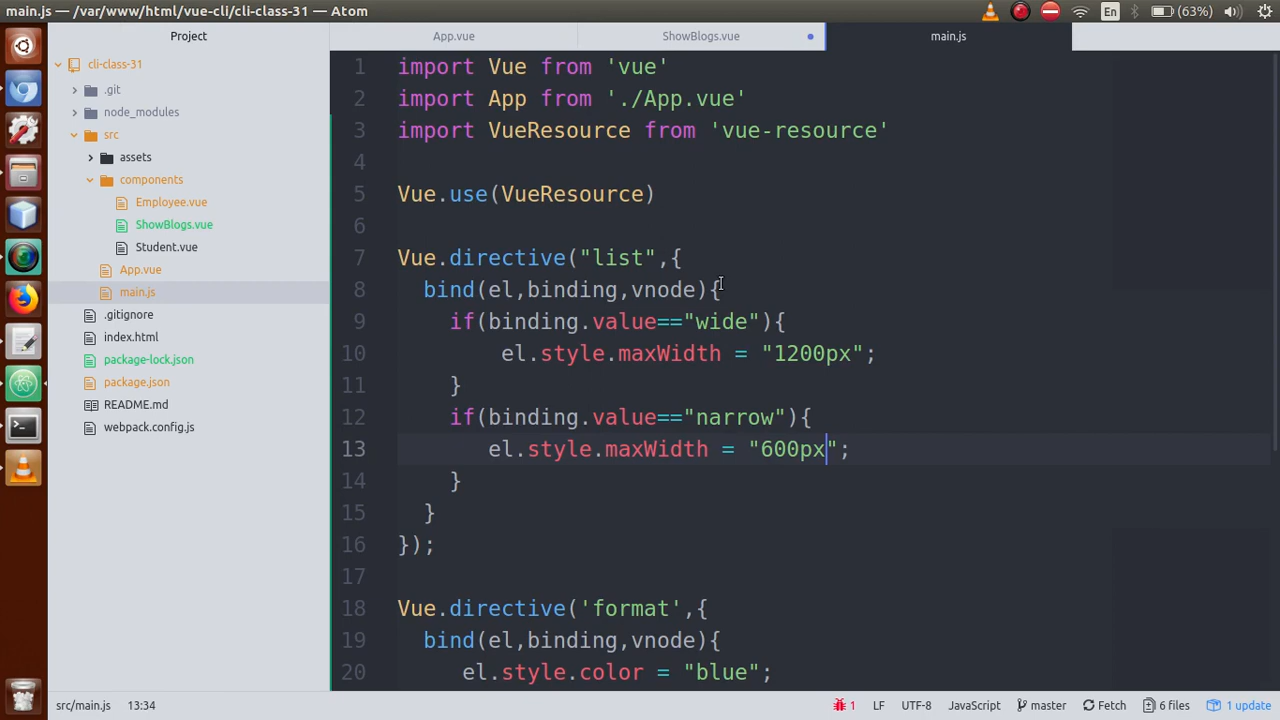 main.js — /var/www/html/vue-cli/cli-class-31 — Atom
En
(63%)
Project
App.vue
ShowBlogs.vue
main.js
cli-class-31
.git
node_modules
src
assets
components
Employee.vue
ShowBlogs.vue
Student.vue
App.vue
main.js
.gitignore
index.html
package-lock.json
package.json
README.md
webpack.config.js
1 import Vue from 'vue'
2 import App from './App.vue'
3 import VueResource from 'vue-resource'
4
5 Vue.use(VueResource)
6
7 Vue.directive("list",{
8 bind(el,binding,vnode){
9 if(binding.value=="wide"){
10 el.style.maxWidth = "1200px";
11 }
12 if(binding.value=="narrow"){
13 el.style.maxWidth = "600px";
14 }
15 }
16 });
17
18 Vue.directive('format',{
19 bind(el,binding,vnode){
20 el.style.color = "blue";
src/main.js 13:34
1 LF UTF-8 JavaScript master Fetch 6 files 1 update